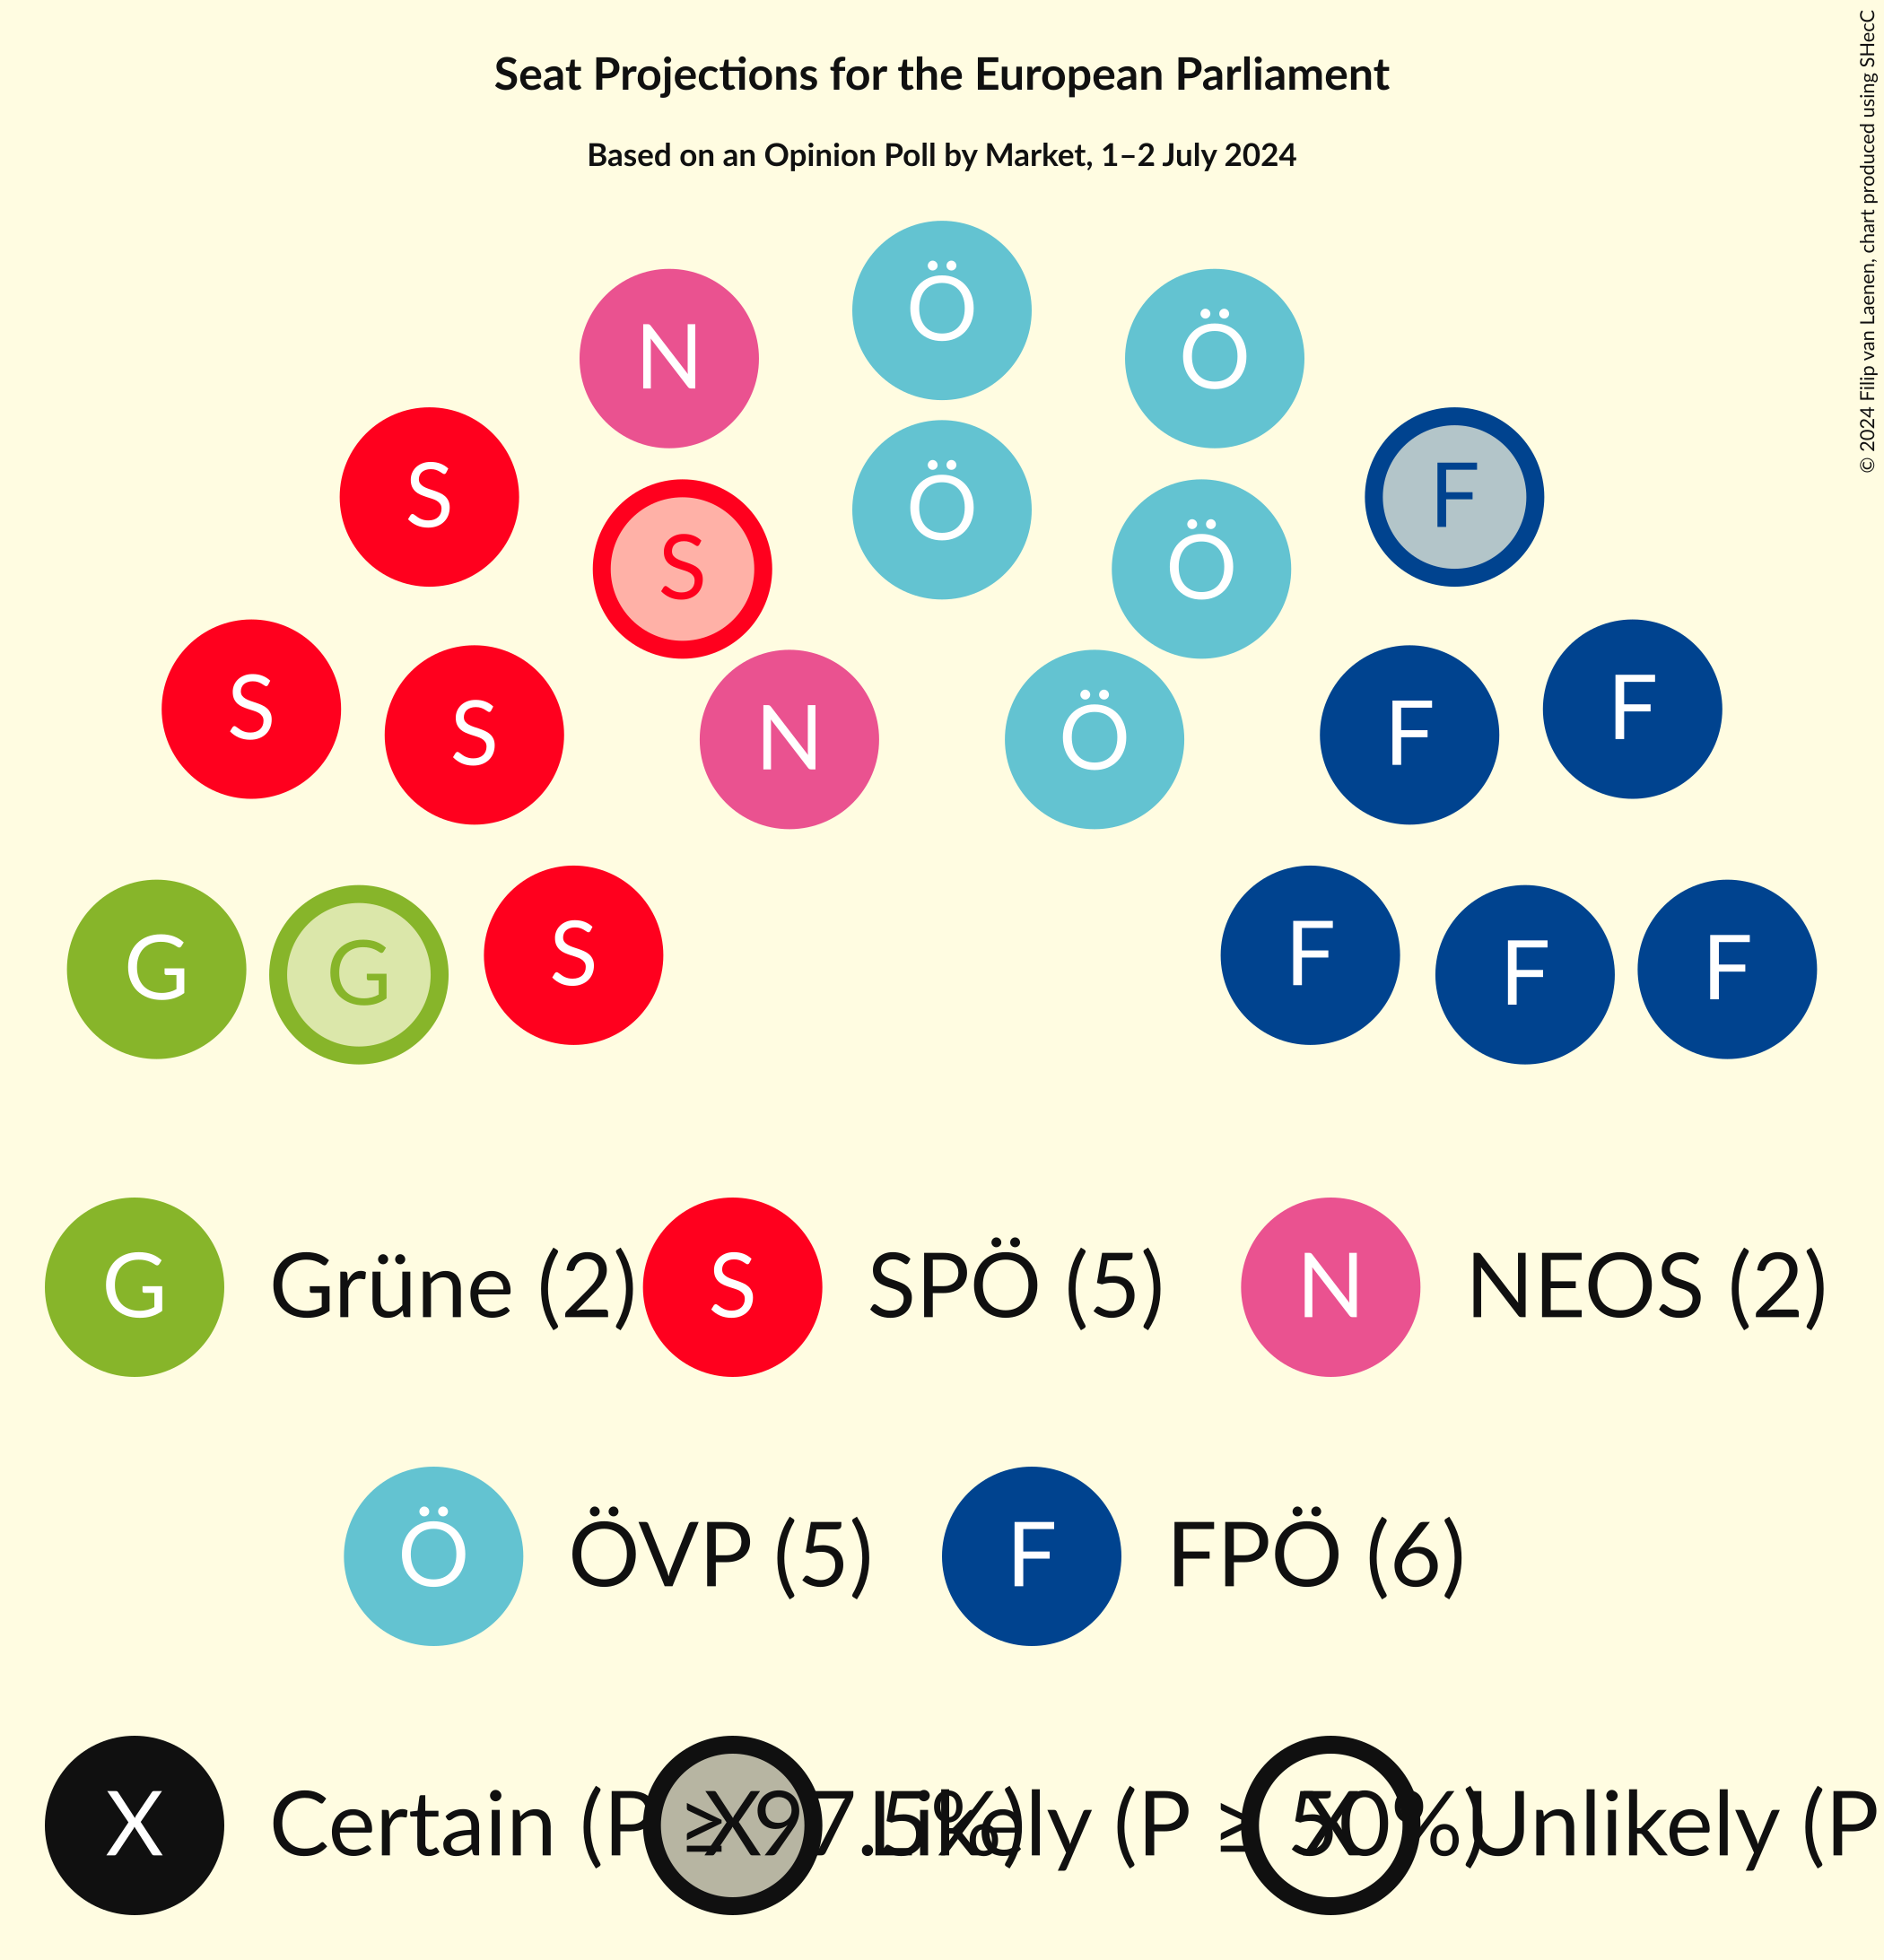 Seat Projections for the European Parliament
Based on an Opinion Poll by Market, 1–2 July 2024
© 2024 Filip van Laenen, chart produced using SHecC
Ö
N Ö
S Ö F
S Ö
S S N Ö F F
G G S F F F
G Grüne (2) S SPÖ (5) N NEOS (2)
Ö ÖVP (5) F FPÖ (6)
X Certain (P ≥ 97.5%) X Likely (P ≥ 50%) X Unlikely (P